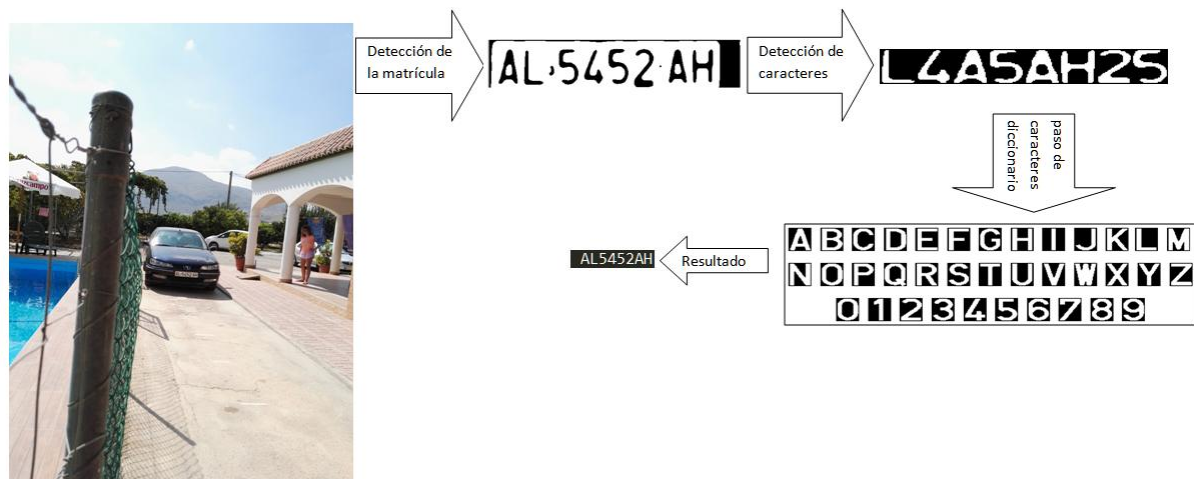 Detección de
la matrícula
AL·5452·AH
Detección de
caracteres
L4A5AH25
paso de
caracteres
diccionario
ABCDEFGHIJKLM
NOPQRSTUVWXYZ
0123456789
Resultado
AL5452AH
AL5452AH